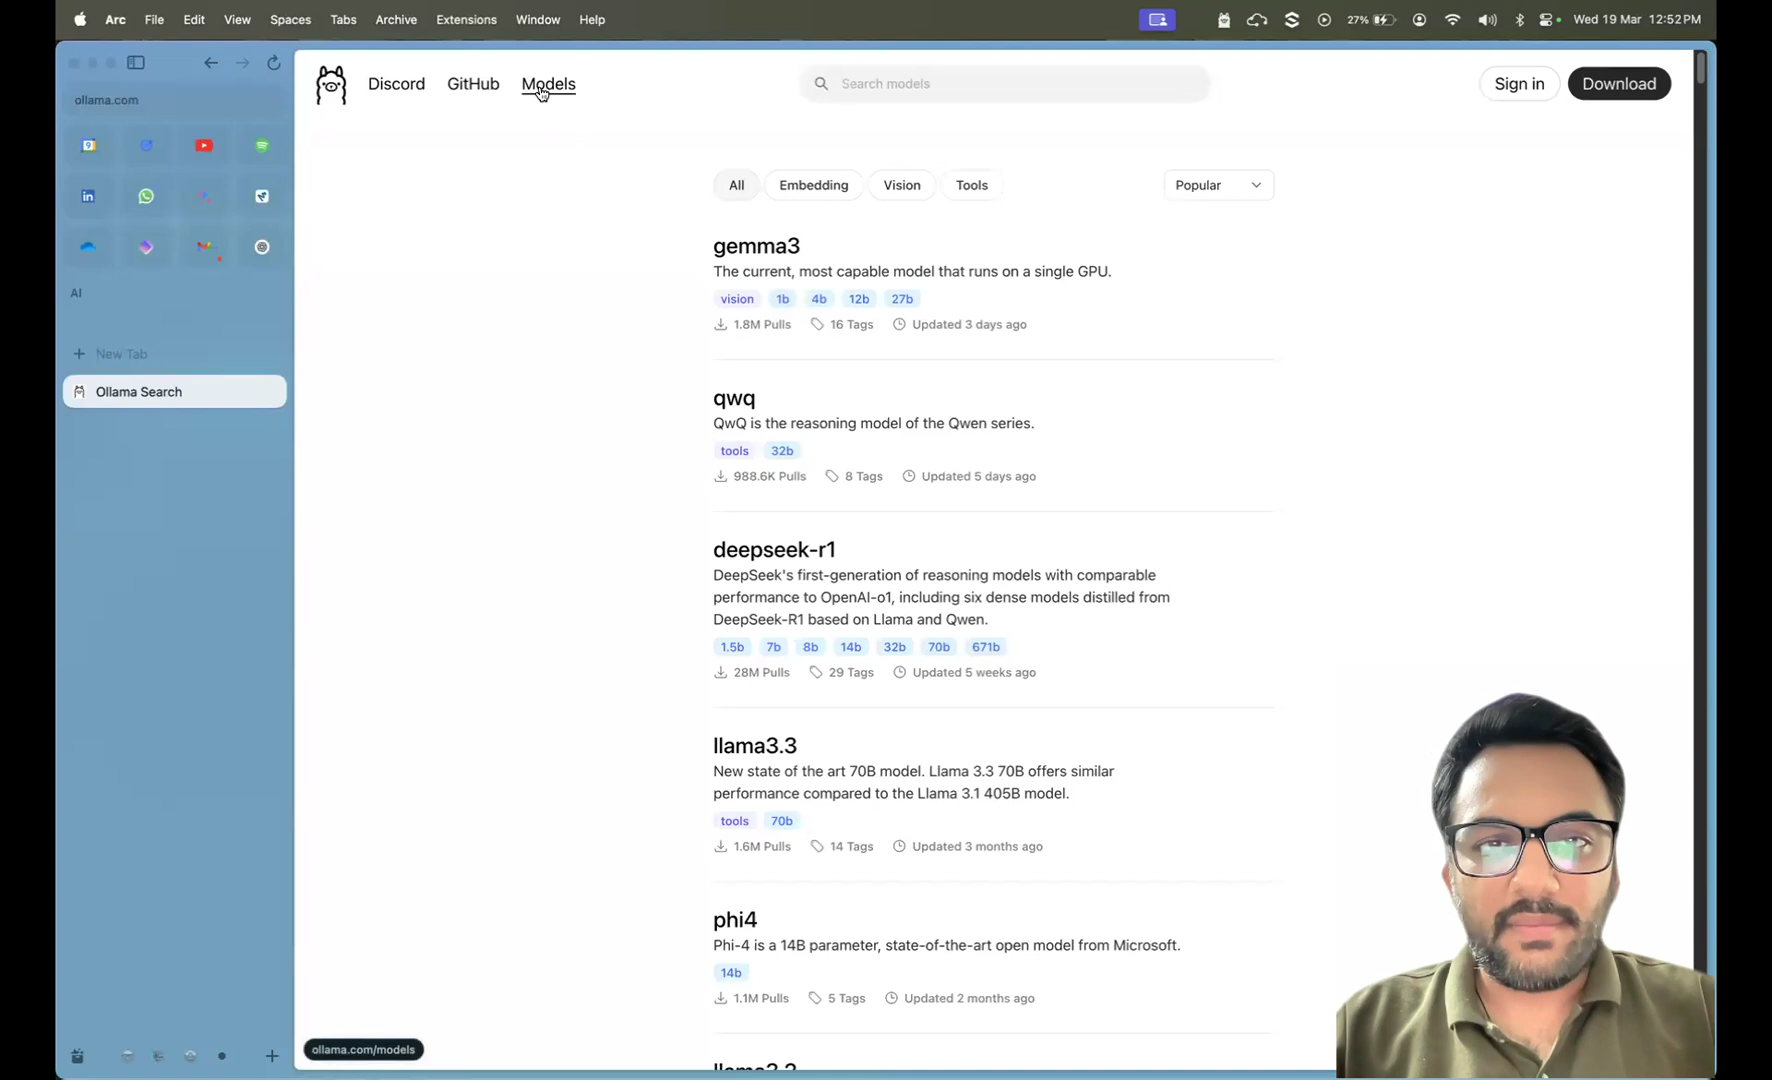 Arc File Edit View Spaces Tabs Archive Extensions Window Help 27% Wed 19 Mar 12:52 PM
ollama.com
9
AI
+ New Tab
Ollama Search
Discord GitHub Models Search models Sign in Download
All Embedding Vision Tools Popular
gemma3
The current, most capable model that runs on a single GPU.
vision 1b 4b 12b 27b
1.8M Pulls 16 Tags Updated 3 days ago
qwq
QwQ is the reasoning model of the Qwen series.
tools 32b
988.6K Pulls 8 Tags Updated 5 days ago
deepseek-r1
DeepSeek's first-generation of reasoning models with comparable
performance to OpenAI-o1, including six dense models distilled from
DeepSeek-R1 based on Llama and Qwen.
1.5b 7b 8b 14b 32b 70b 671b
28M Pulls 29 Tags Updated 5 weeks ago
llama3.3
New state of the art 70B model. Llama 3.3 70B offers similar
performance compared to the Llama 3.1 405B model.
tools 70b
1.6M Pulls 14 Tags Updated 3 months ago
phi4
Phi-4 is a 14B parameter, state-of-the-art open model from Microsoft.
14b
1.1M Pulls 5 Tags Updated 2 months ago
ollama.com/models